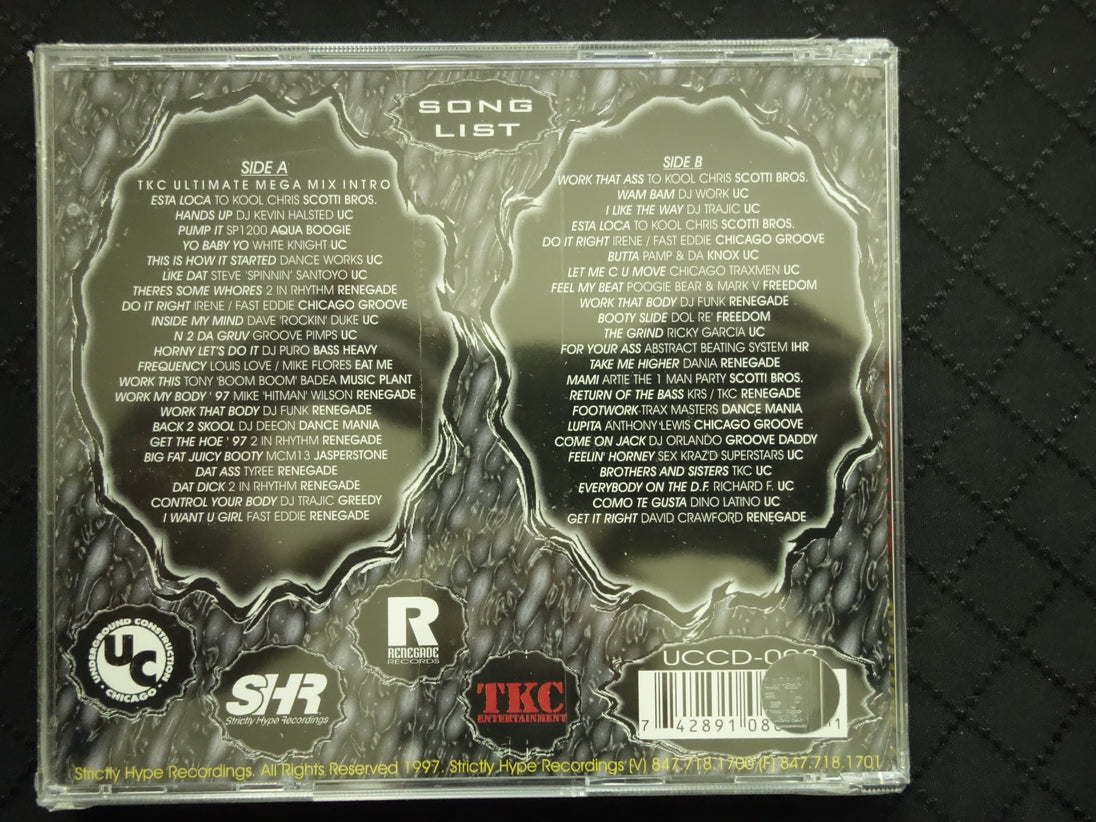 SONG
LIST
SIDE A
TKC ULTIMATE MEGA MIX INTRO
ESTA LOCA TO KOOL CHRIS SCOTTI BROS.
HANDS UP DJ KEVIN HALSTED UC
PUMP IT SP1200 AQUA BOOGIE
YO BABY YO WHITE KNIGHT UC
THIS IS HOW IT STARTED DANCE WORKS UC
LIKE DAT STEVE 'SPINNIN' SANTOYO UC
THERES SOME WHORES 2 IN RHYTHM RENEGADE
DO IT RIGHT IRENE / FAST EDDIE CHICAGO GROOVE
INSIDE MY MIND DAVE 'ROCKIN' DUKE UC
N 2 DA GRUV GROOVE PIMPS UC
HORNY LET'S DO IT DJ PURO BASS HEAVY
FREQUENCY LOUIS LOVE / MIKE FLORES EAT ME
WORK THIS TONY 'BOOM BOOM' BADEA MUSIC PLANT
WORK MY BODY ' 97 MIKE 'HITMAN' WILSON RENEGADE
WORK THAT BODY DJ FUNK RENEGADE
BACK 2 SKOOL DJ DEEON DANCE MANIA
GET THE HOE ' 97 2 IN RHYTHM RENEGADE
BIG FAT JUICY BOOTY MCM13 JASPERSTONE
DAT ASS TYREE RENEGADE
DAT DICK 2 IN RHYTHM RENEGADE
CONTROL YOUR BODY DJ TRAJIC GREEDY
I WANT U GIRL FAST EDDIE RENEGADE
SIDE B
WORK THAT ASS TO KOOL CHRIS SCOTTI BROS.
WAM BAM DJ WORK UC
I LIKE THE WAY DJ TRAJIC UC
ESTA LOCA TO KOOL CHRIS SCOTTI BROS.
DO IT RIGHT IRENE / FAST EDDIE CHICAGO GROOVE
BUTTA PAMP & DA KNOX UC
LET ME C U MOVE CHICAGO TRAXMEN UC
FEEL MY BEAT POOGIE BEAR & MARK V FREEDOM
WORK THAT BODY DJ FUNK RENEGADE
BOOTY SLIDE DOL RE' FREEDOM
THE GRIND RICKY GARCIA UC
FOR YOUR ASS ABSTRACT BEATING SYSTEM IHR
TAKE ME HIGHER DANIA RENEGADE
MAMI ARTIE THE 1 MAN PARTY SCOTTI BROS.
RETURN OF THE BASS KRS / TKC RENEGADE
FOOTWORK TRAX MASTERS DANCE MANIA
LUPITA ANTHONY LEWIS CHICAGO GROOVE
COME ON JACK DJ ORLANDO GROOVE DADDY
FEELIN' HORNEY SEX KRAZ'D SUPERSTARS UC
BROTHERS AND SISTERS TKC UC
EVERYBODY ON THE D.F. RICHARD F. UC
COMO TE GUSTA DINO LATINO UC
GET IT RIGHT DAVID CRAWFORD RENEGADE
UNDERGROUND CONSTRUCTION
UC
• CHICAGO •
SHR
Strictly Hype Recordings
R
RENEGADE
RECORDS
TKC
ENTERTAINMENT
7 42891 08
Strictly Hype Recordings. All Rights Reserved 1997. Strictly Hype Recordings (V) 847.718.1700 (F) 847.718.1701